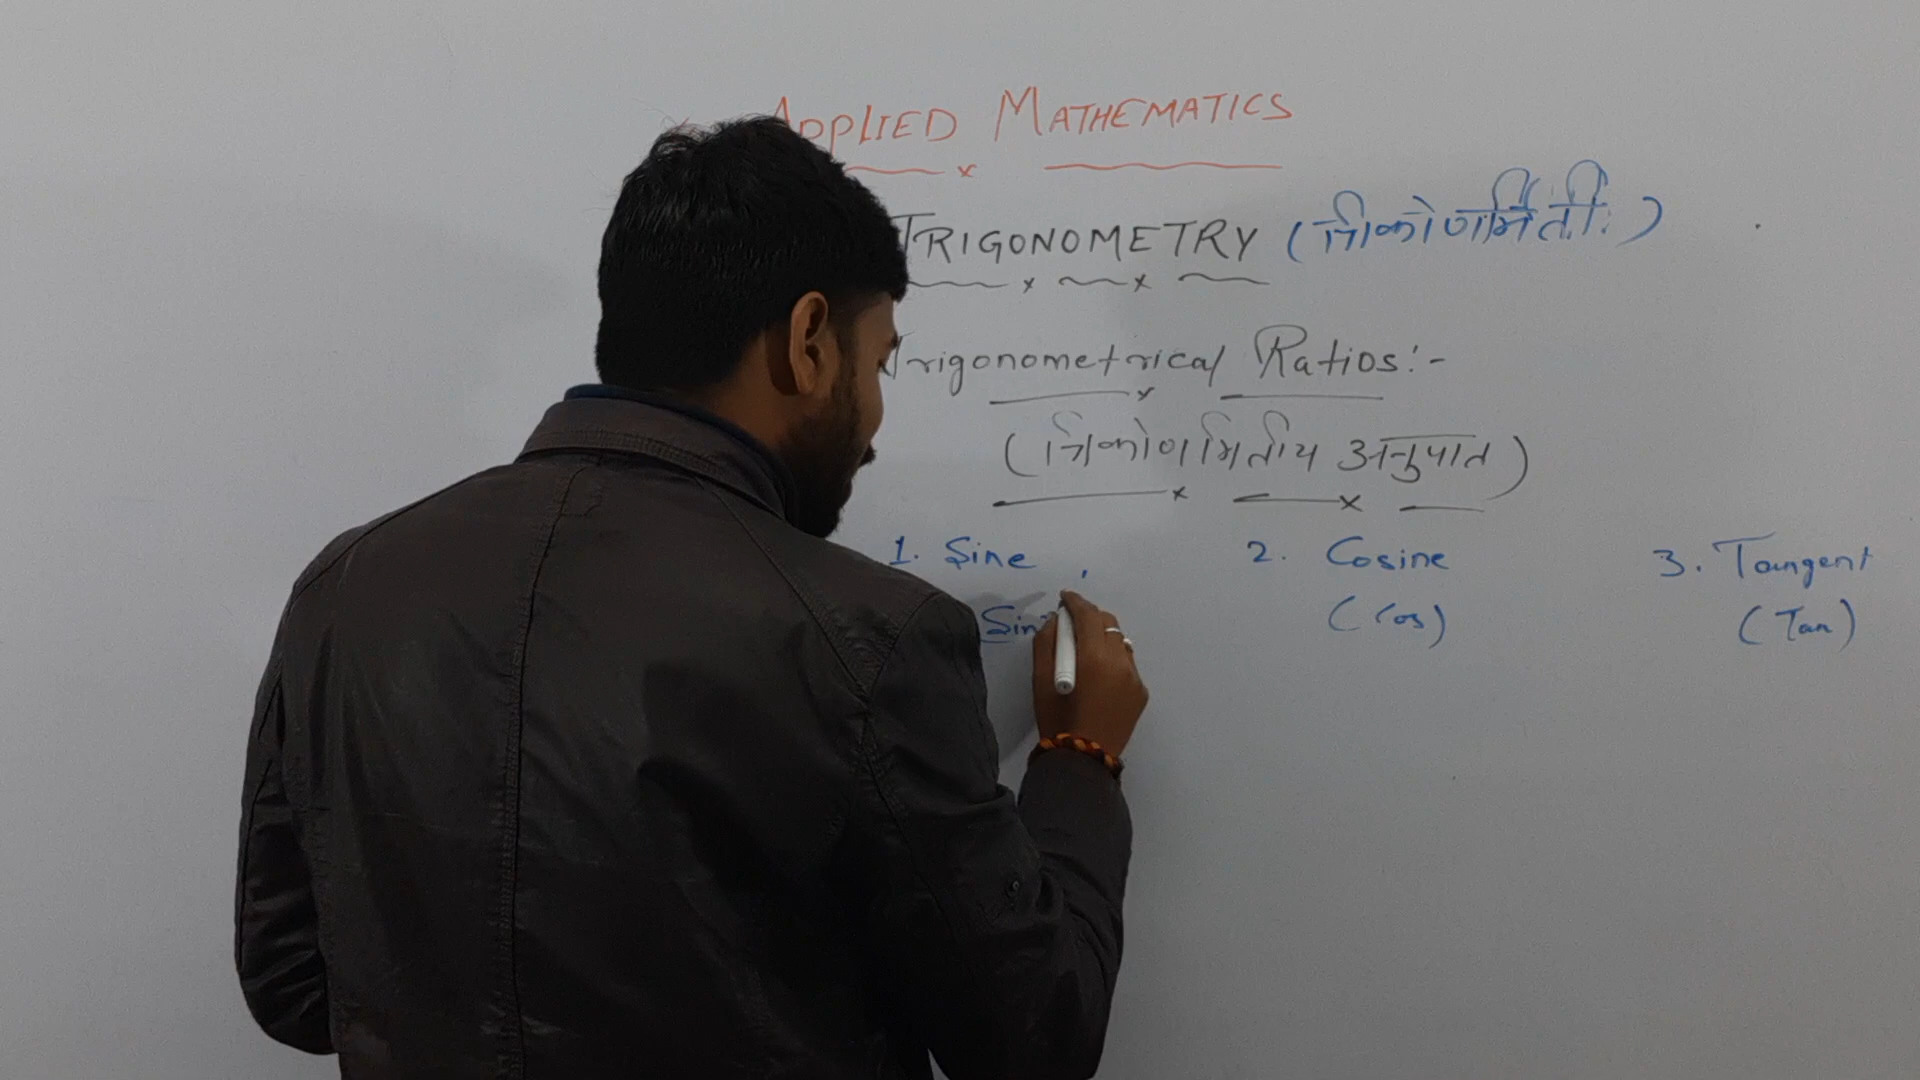 APPLIED MATHEMATICS
TRIGONOMETRY (त्रिकोणमिती)
Trigonometrical Ratios:-
(त्रिकोणमितीय अनुपात)
1. Sine, 2. Cosine 3. Tangent
Sin (Cos) (Tan)